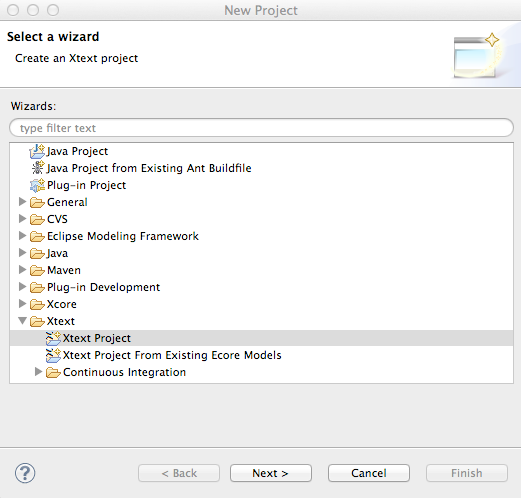 New Project
Select a wizard
Create an Xtext project
Wizards:
type filter text
Java Project
Java Project from Existing Ant Buildfile
Plug-in Project
General
CVS
Eclipse Modeling Framework
Java
Maven
Plug-in Development
Xcore
Xtext
Xtext Project
Xtext Project From Existing Ecore Models
Continuous Integration
? < Back Next > Cancel Finish